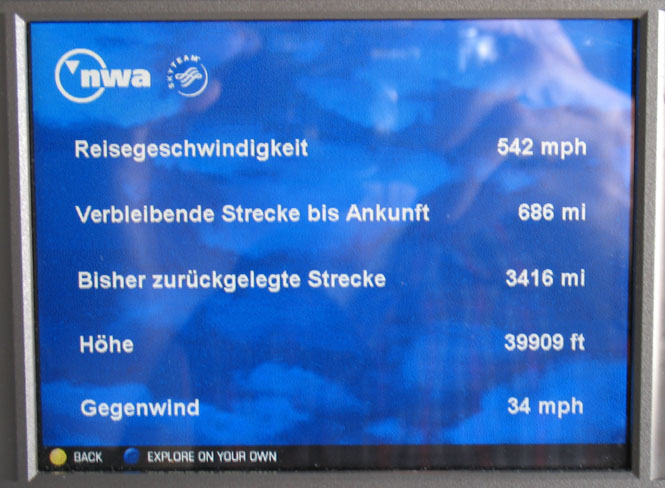 nwa SKYTEAM
Reisegeschwindigkeit 542 mph
Verbleibende Strecke bis Ankunft 686 mi
Bisher zurückgelegte Strecke 3416 mi
Höhe 39909 ft
Gegenwind 34 mph
BACK EXPLORE ON YOUR OWN